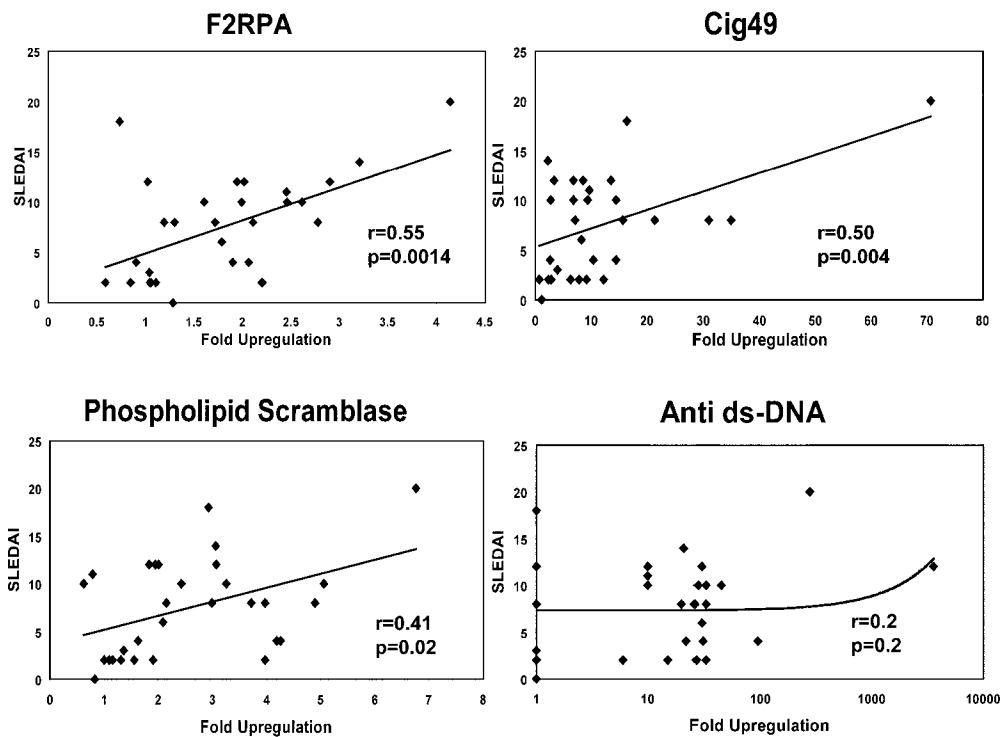 F2RPA
25
20
15
10
5
0
SLEDAI
0 0.5 1 1.5 2 2.5 3 3.5 4 4.5
Fold Upregulation
r=0.55
p=0.0014
Cig49
25
20
15
10
5
0
SLEDAI
0 10 20 30 40 50 60 70 80
Fold Upregulation
r=0.50
p=0.004
Phospholipid Scramblase
25
20
15
10
5
0
SLEDAI
0 1 2 3 4 5 6 7 8
Fold Upregulation
r=0.41
p=0.02
Anti ds-DNA
25
20
15
10
5
0
SLEDAI
1 10 100 1000 10000
Fold Upregulation
r=0.2
p=0.2